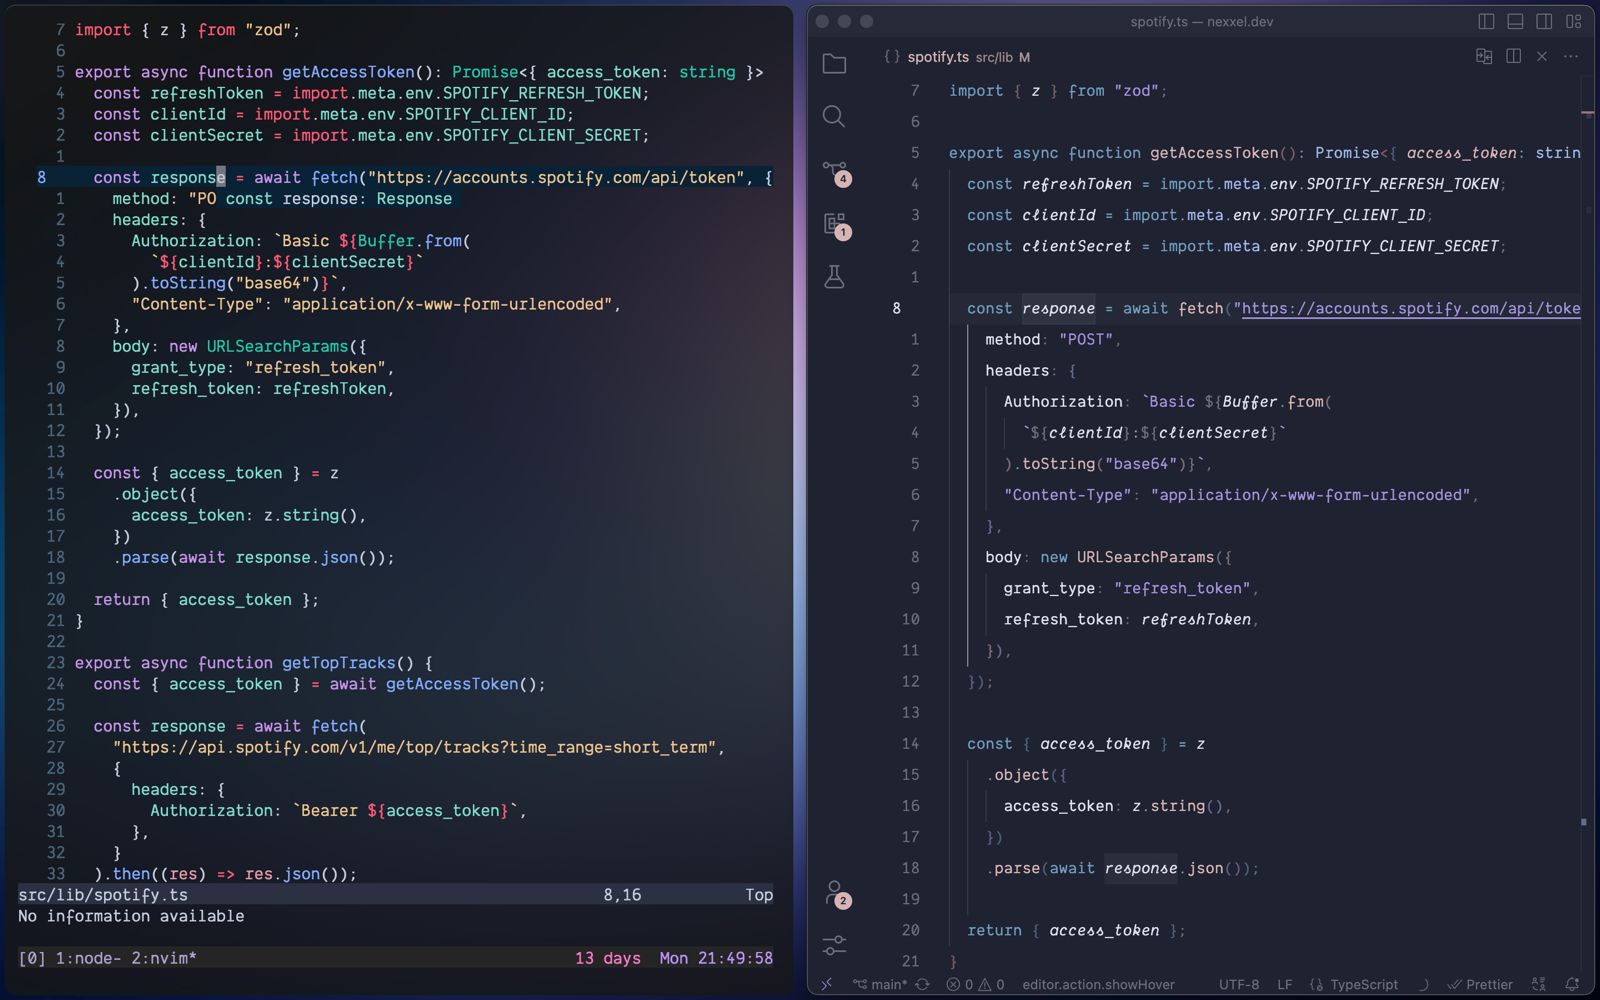 7 import { z } from "zod";
6
5 export async function getAccessToken(): Promise<{ access_token: string }>
4 const refreshToken = import.meta.env.SPOTIFY_REFRESH_TOKEN;
3 const clientId = import.meta.env.SPOTIFY_CLIENT_ID;
2 const clientSecret = import.meta.env.SPOTIFY_CLIENT_SECRET;
1
8 const response = await fetch("https://accounts.spotify.com/api/token", {
1 method: "PO const response: Response
2 headers: {
3 Authorization: `Basic ${Buffer.from(
4 `${clientId}:${clientSecret}`
5 ).toString("base64")}`,
6 "Content-Type": "application/x-www-form-urlencoded",
7 },
8 body: new URLSearchParams({
9 grant_type: "refresh_token",
10 refresh_token: refreshToken,
11 }),
12 });
13
14 const { access_token } = z
15 .object({
16 access_token: z.string(),
17 })
18 .parse(await response.json());
19
20 return { access_token };
21 }
22
23 export async function getTopTracks() {
24 const { access_token } = await getAccessToken();
25
26 const response = await fetch(
27 "https://api.spotify.com/v1/me/top/tracks?time_range=short_term",
28 {
29 headers: {
30 Authorization: `Bearer ${access_token}`,
31 },
32 }
33 ).then((res) => res.json());
src/lib/spotify.ts 8,16 Top
No information available
[0] 1:node- 2:nvim* 13 days Mon 21:49:58
spotify.ts — nexxel.dev
{ } spotify.ts src/lib M
7 import { z } from "zod";
6
5 export async function getAccessToken(): Promise<{ access_token: strin
4 const refreshToken = import.meta.env.SPOTIFY_REFRESH_TOKEN;
3 const clientId = import.meta.env.SPOTIFY_CLIENT_ID;
2 const clientSecret = import.meta.env.SPOTIFY_CLIENT_SECRET;
1
8 const response = await fetch("https://accounts.spotify.com/api/toke
1 method: "POST",
2 headers: {
3 Authorization: `Basic ${Buffer.from(
4 `${clientId}:${clientSecret}`
5 ).toString("base64")}`,
6 "Content-Type": "application/x-www-form-urlencoded",
7 },
8 body: new URLSearchParams({
9 grant_type: "refresh_token",
10 refresh_token: refreshToken,
11 }),
12 });
13
14 const { access_token } = z
15 .object({
16 access_token: z.string(),
17 })
18 .parse(await response.json());
19
20 return { access_token };
21 }
4
1
2
main* 0 0 editor.action.showHover UTF-8 LF {} TypeScript Prettier